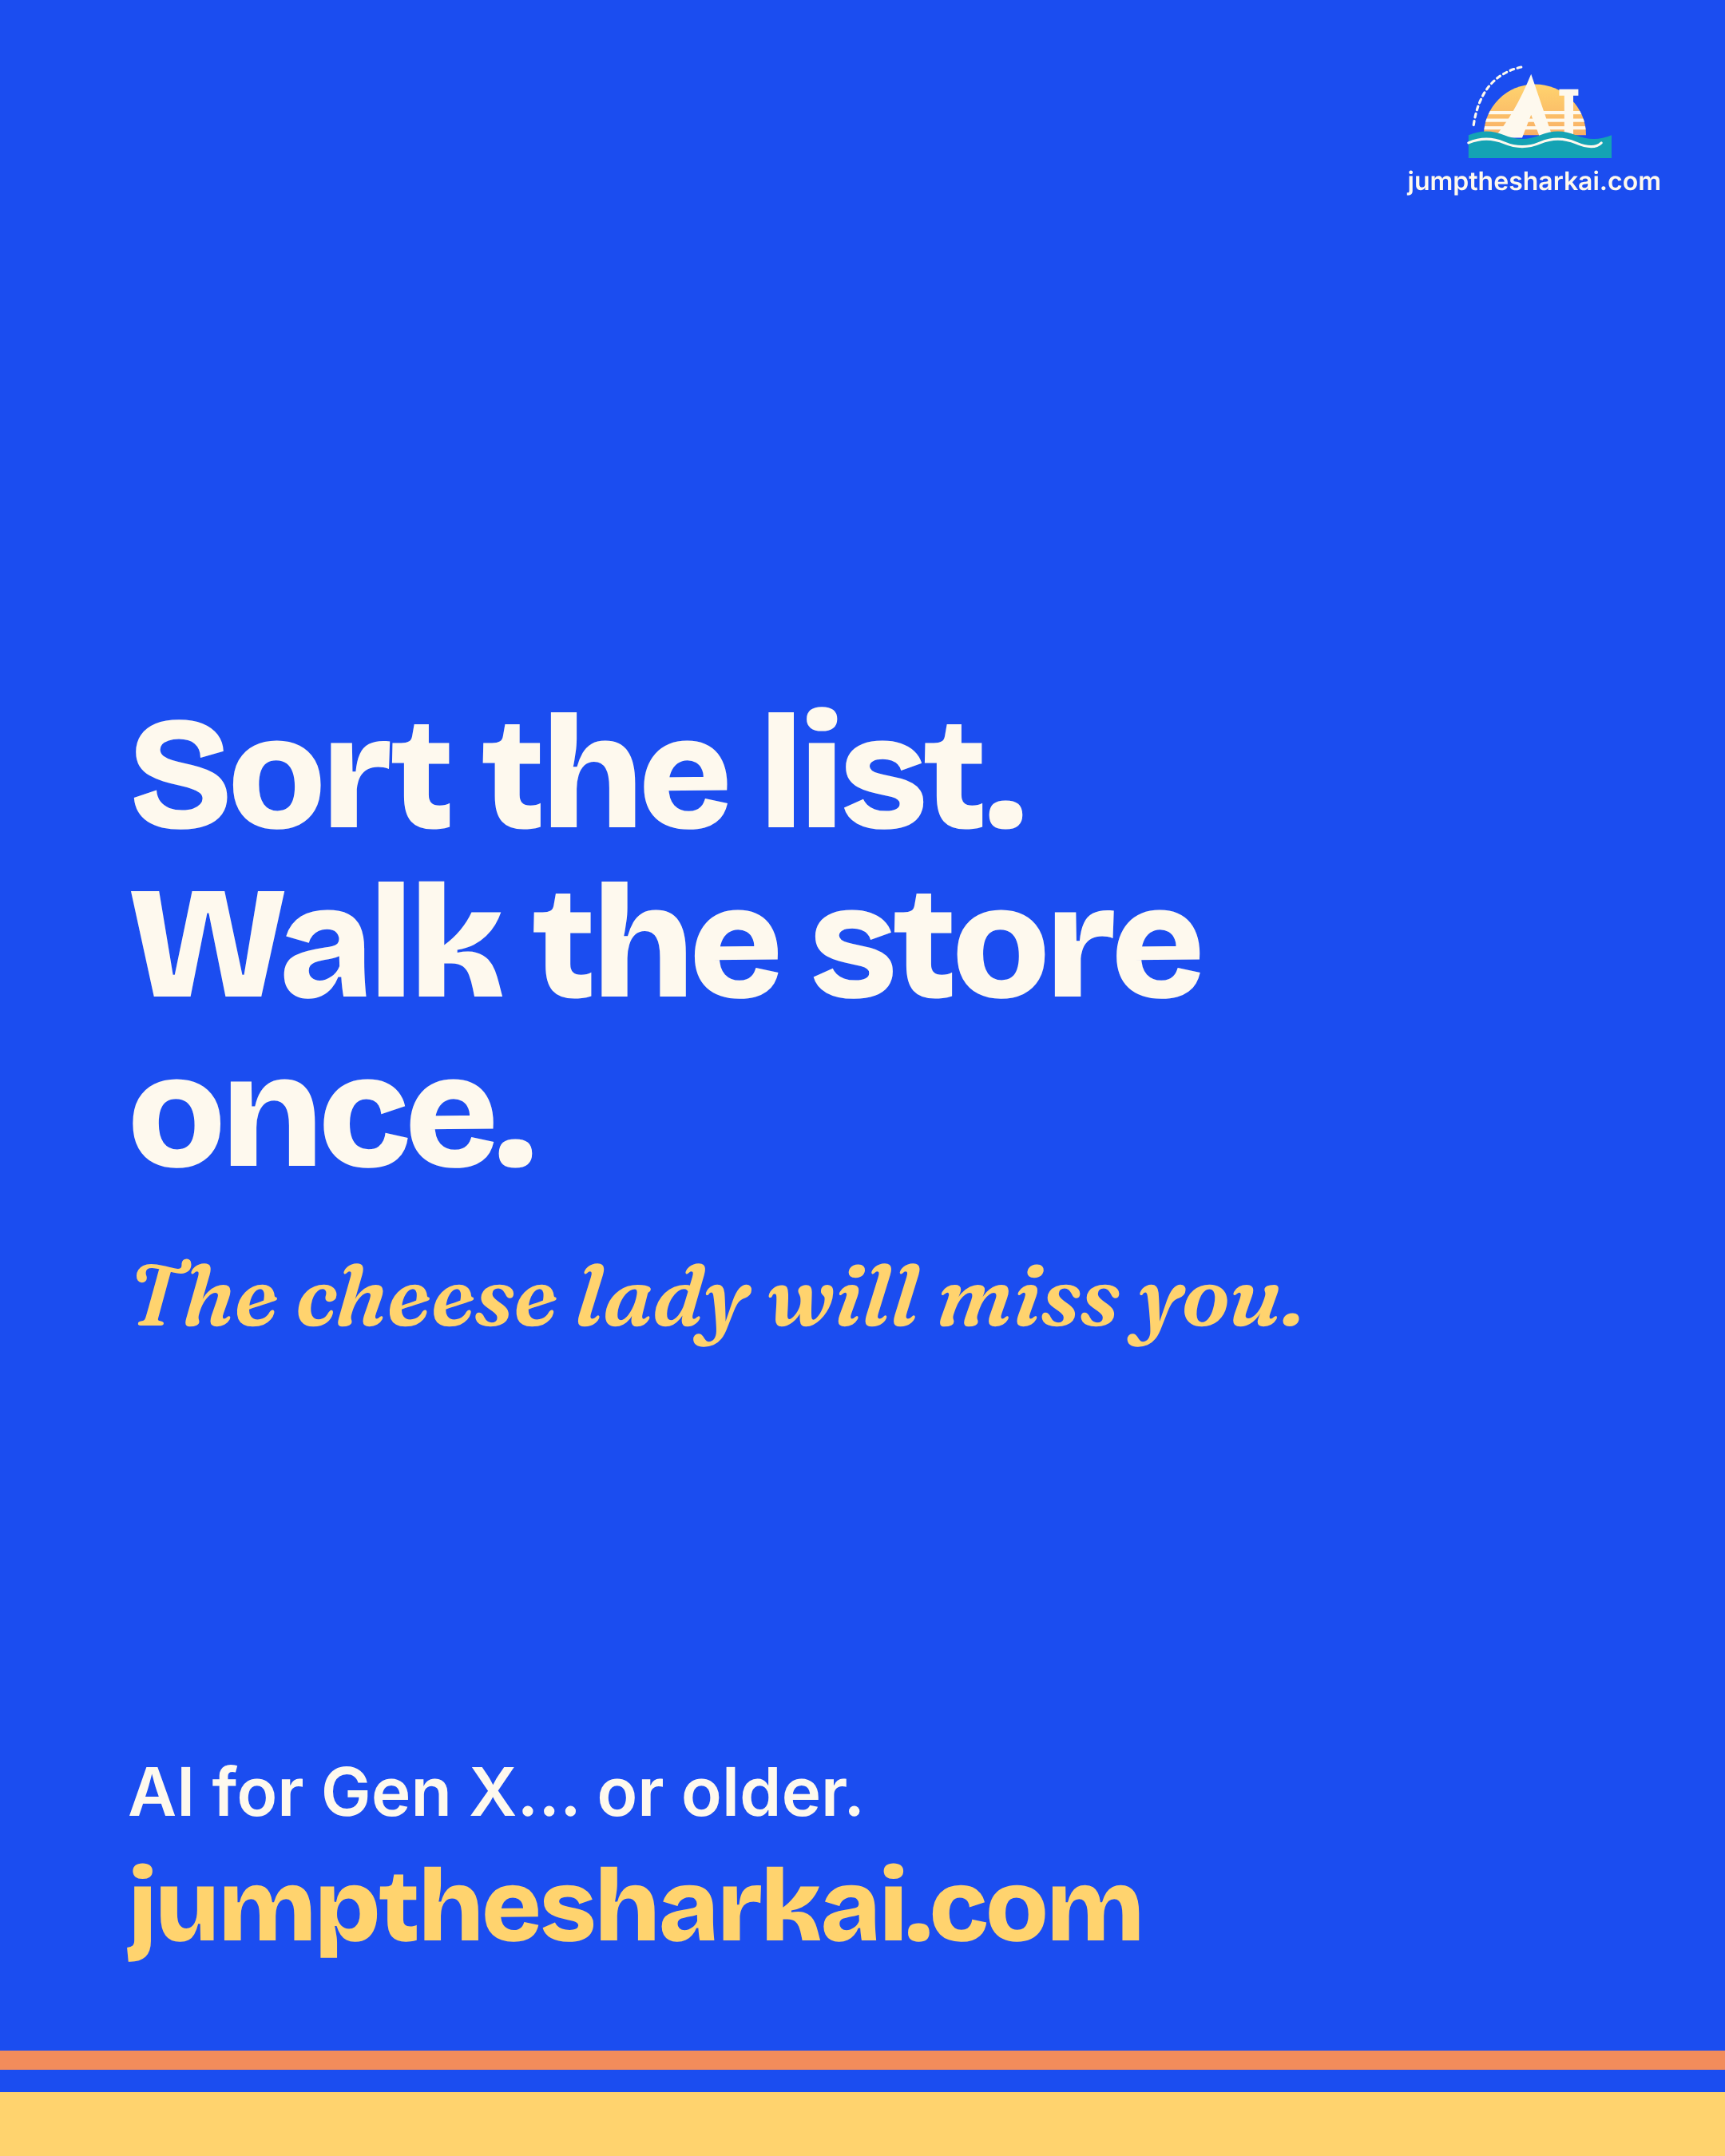 AI
jumpthesharkai.com
Sort the list.
Walk the store
once.
The cheese lady will miss you.
AI for Gen X... or older.
jumpthesharkai.com